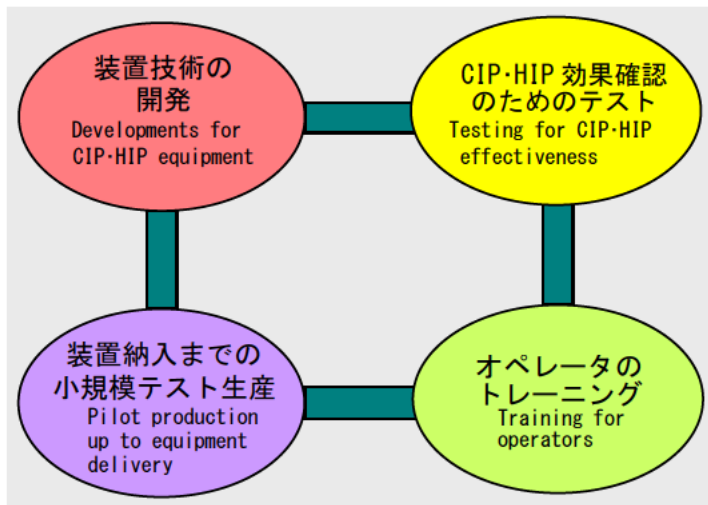 装置技術の
開発
Developments for
CIP･HIP equipment
CIP･HIP 効果確認
のためのテスト
Testing for CIP･HIP
effectiveness
装置納入までの
小規模テスト生産
Pilot production
up to equipment
delivery
オペレータの
トレーニング
Training for
operators